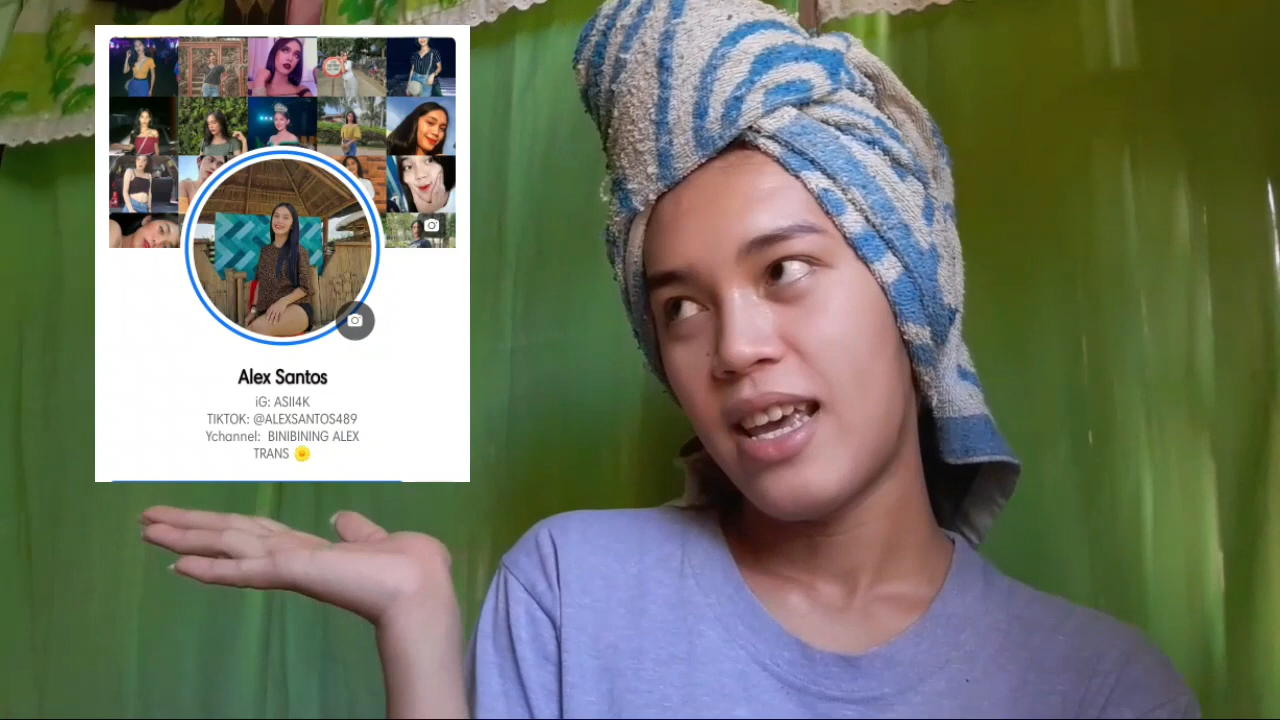 Alex Santos
iG: ASII4K
TIKTOK: @ALEXSANTOS489
Ychannel: BINIBINING ALEX
TRANS 🌼